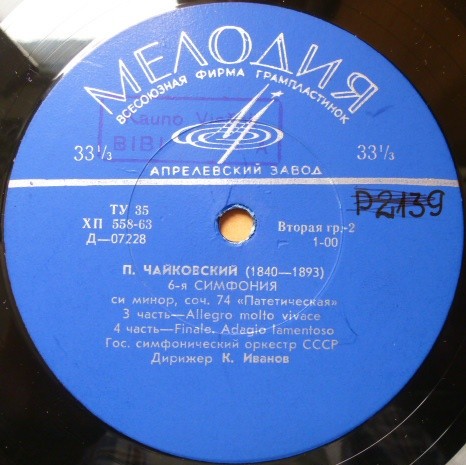 МЕЛОДИЯ
ВСЕСОЮЗНАЯ ФИРМА ГРАМПЛАСТИНОК
Kauno
BIBL
33⅓ 33⅓
АПРЕЛЕВСКИЙ ЗАВОД
P2139
ТУ 35
ХП 558-63
Д—07228
Вторая гр.-2
1-00
П. ЧАЙКОВСКИЙ (1840—1893)
6-я СИМФОНИЯ
си минор, соч. 74 «Патетическая»
3 часть—Allegro molto vivace
4 часть—Finale. Adagio lamentoso
Гос. симфонический оркестр СССР
Дирижер К. Иванов